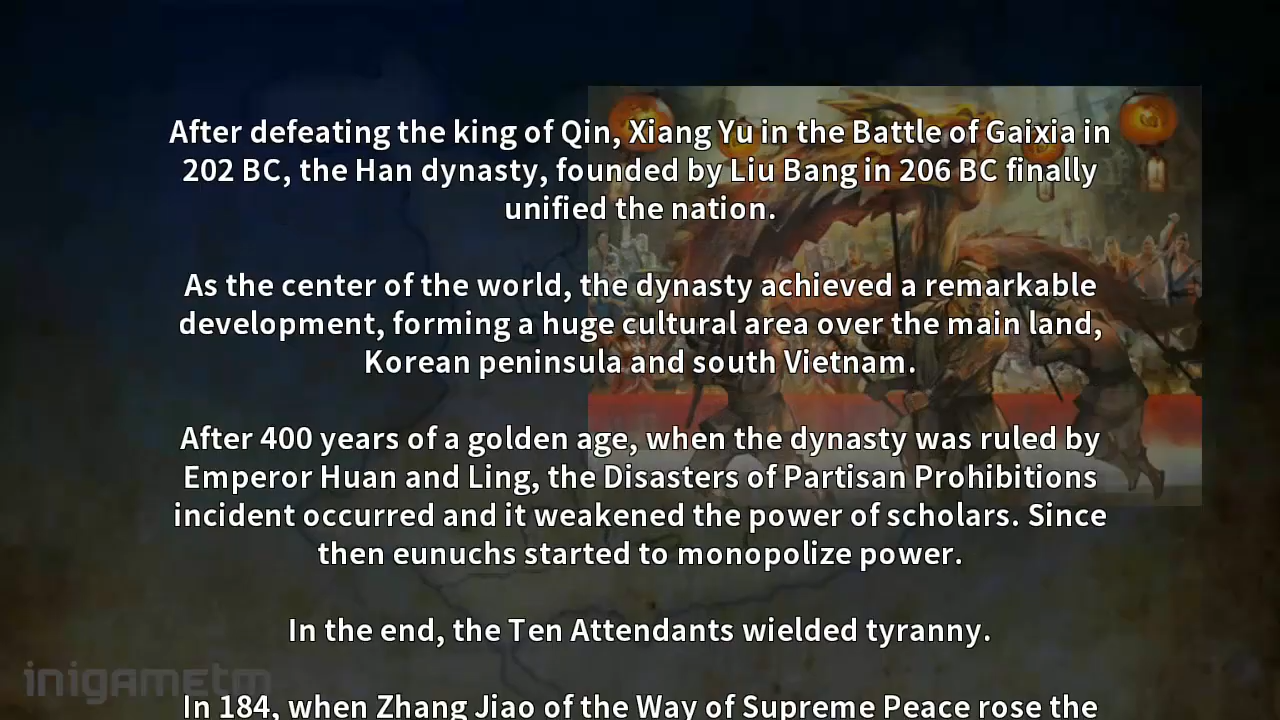 After defeating the king of Qin, Xiang Yu in the Battle of Gaixia in
202 BC, the Han dynasty, founded by Liu Bang in 206 BC finally
unified the nation.
As the center of the world, the dynasty achieved a remarkable
development, forming a huge cultural area over the main land,
Korean peninsula and south Vietnam.
After 400 years of a golden age, when the dynasty was ruled by
Emperor Huan and Ling, the Disasters of Partisan Prohibitions
incident occurred and it weakened the power of scholars. Since
then eunuchs started to monopolize power.
In the end, the Ten Attendants wielded tyranny.
inigametm
In 184, when Zhang Jiao of the Way of Supreme Peace rose the